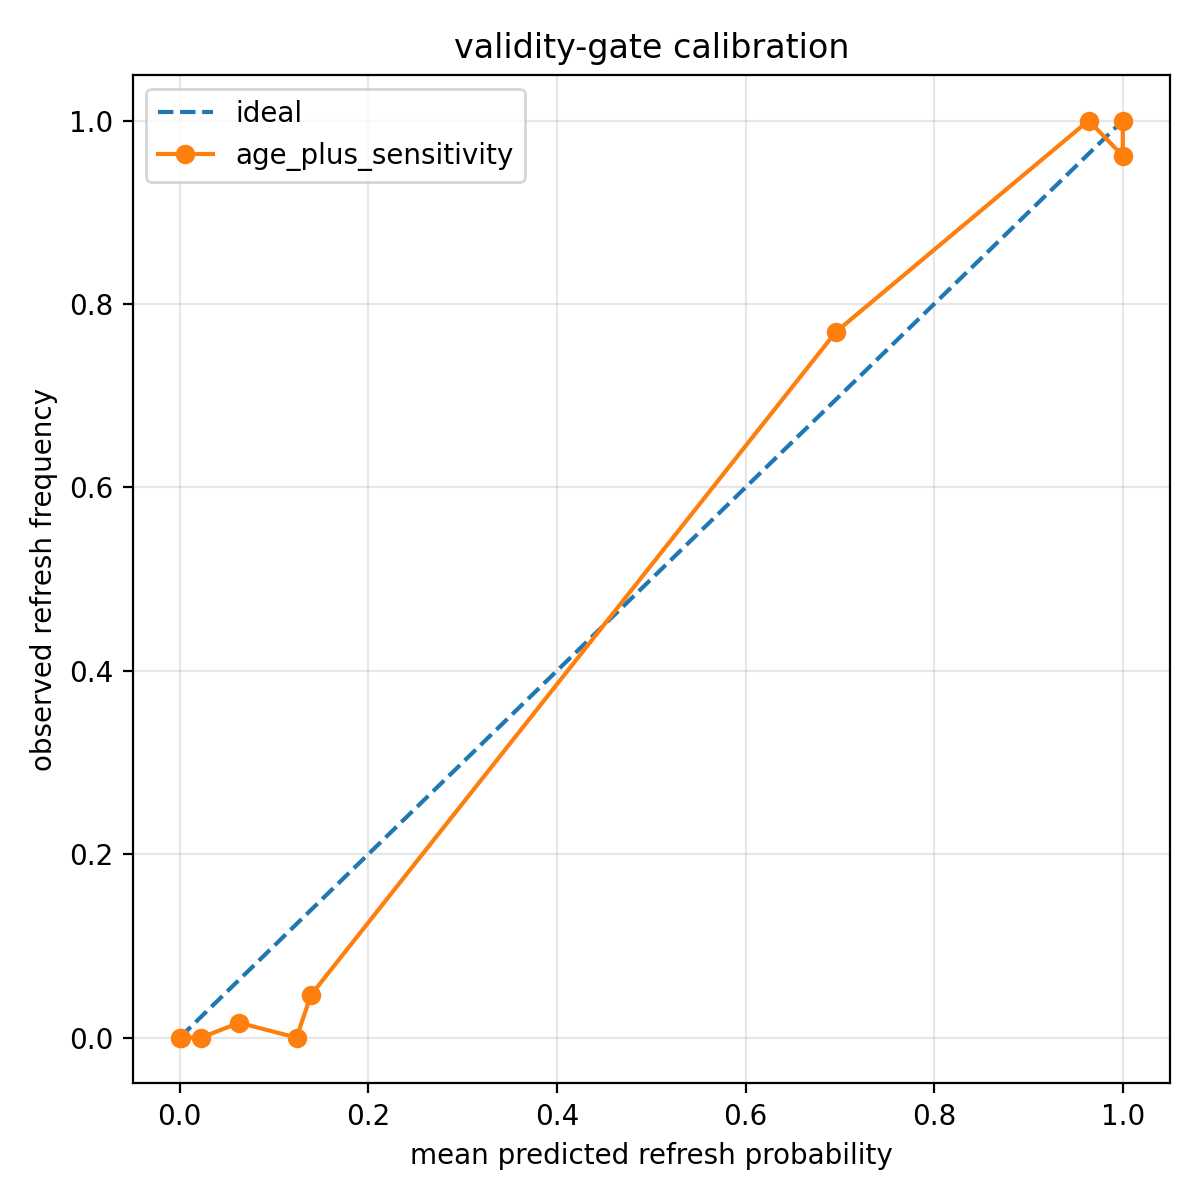 validity-gate calibration
ideal
age_plus_sensitivity
1.0
0.8
0.6
0.4
0.2
0.0
observed refresh frequency
0.0 0.2 0.4 0.6 0.8 1.0
mean predicted refresh probability